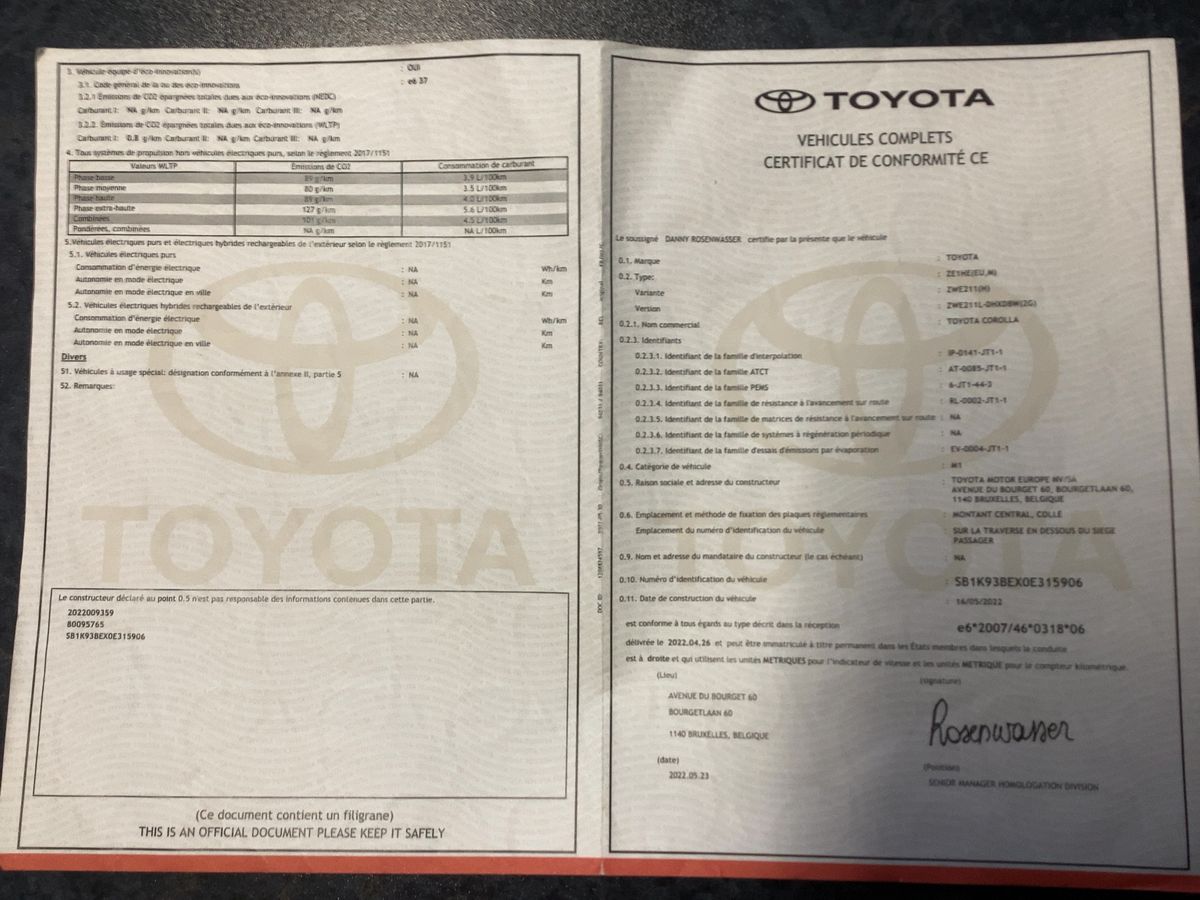 3. Véhicule équipé d'éco-innovation(s) : OUI
3.1. Code général de la ou des éco-innovations : e6 37
3.2.1 Émissions de CO2 épargnées totales dues aux éco-innovations (NEDC)
Carburant I: NA g/km Carburant II: NA g/km Carburant III: NA g/km
3.2.2. Émissions de CO2 épargnées totales dues aux éco-innovations (WLTP)
Carburant I: 0.8 g/km Carburant II: NA g/km Carburant III: NA g/km
4. Tous systèmes de propulsion hors véhicules électriques purs, selon le règlement 2017/1151
Valeurs WLTP Émissions de CO2 Consommation de carburant
Phase basse 89 g/km 3.9 L/100km
Phase moyenne 80 g/km 3.5 L/100km
Phase haute 89 g/km 4.0 L/100km
Phase extra-haute 127 g/km 5.6 L/100km
Combinées 101 g/km 4.5 L/100km
Pondérées, combinées NA g/km NA L/100km
5.Véhicules électriques purs et électriques hybrides rechargeables de l'extérieur selon le règlement 2017/1151
5.1. Véhicules électriques purs
Consommation d'énergie électrique : NA Wh/km
Autonomie en mode électrique : NA Km
Autonomie en mode électrique en ville : NA Km
5.2. Véhicules électriques hybrides rechargeables de l'extérieur
Consommation d'énergie électrique : NA Wh/km
Autonomie en mode électrique : NA Km
Autonomie en mode électrique en ville : NA Km
Divers
51. Véhicules à usage spécial: désignation conformément à l'annexe II, partie 5 : NA
52. Remarques:
TOYOTA
Le constructeur déclaré au point 0.5 n'est pas responsable des informations contenues dans cette partie.
2022009359
80095765
SB1K93BEX0E315906
(Ce document contient un filigrane)
THIS IS AN OFFICIAL DOCUMENT PLEASE KEEP IT SAFELY
TOYOTA
VEHICULES COMPLETS
CERTIFICAT DE CONFORMITÉ CE
Le soussigné DANNY ROSENWASSER certifie par la présente que le véhicule
0.1. Marque : TOYOTA
0.2. Type: : ZE1HE(EU,M)
Variante : ZWE211(H)
Version : ZWE211L-DHXDBW(2G)
0.2.1. Nom commercial : TOYOTA COROLLA
0.2.3. Identifiants
0.2.3.1. Identifiant de la famille d'interpolation : IP-0141-JT1-1
0.2.3.2. Identifiant de la famille ATCT : AT-0085-JT1-1
0.2.3.3. Identifiant de la famille PEMS : 6-JT1-44-3
0.2.3.4. Identifiant de la famille de résistance à l'avancement sur route : RL-0002-JT1-1
0.2.3.5. Identifiant de la famille de matrices de résistance à l'avancement sur route : NA
0.2.3.6. Identifiant de la famille de systèmes à régénération périodique : NA
0.2.3.7. Identifiant de la famille d'essais d'émissions par évaporation : EV-0004-JT1-1
0.4. Catégorie de véhicule : M1
0.5. Raison sociale et adresse du constructeur : TOYOTA MOTOR EUROPE NV/SA
AVENUE DU BOURGET 60, BOURGETLAAN 60,
1140 BRUXELLES, BELGIQUE
0.6. Emplacement et méthode de fixation des plaques réglementaires : MONTANT CENTRAL, COLLÉ
Emplacement du numéro d'identification du véhicule : SUR LA TRAVERSE EN DESSOUS DU SIEGE
PASSAGER
0.9. Nom et adresse du mandataire du constructeur (le cas échéant) : NA
0.10. Numéro d'identification du véhicule : SB1K93BEX0E315906
0.11. Date de construction du véhicule : 16/05/2022
est conforme à tous égards au type décrit dans la réception e6*2007/46*0318*06
délivrée le 2022.04.26 et peut être immatriculé à titre permanent dans les États membres dans lesquels la conduite
est à droite et qui utilisent les unités METRIQUES pour l'indicateur de vitesse et les unités METRIQUE pour le compteur kilométrique.
(Lieu) (signature)
AVENUE DU BOURGET 60
BOURGETLAAN 60
1140 BRUXELLES, BELGIQUE
Rosenwasser
(date) (Position)
2022.05.23 SENIOR MANAGER HOMOLOGATION DIVISION
TOYOTA